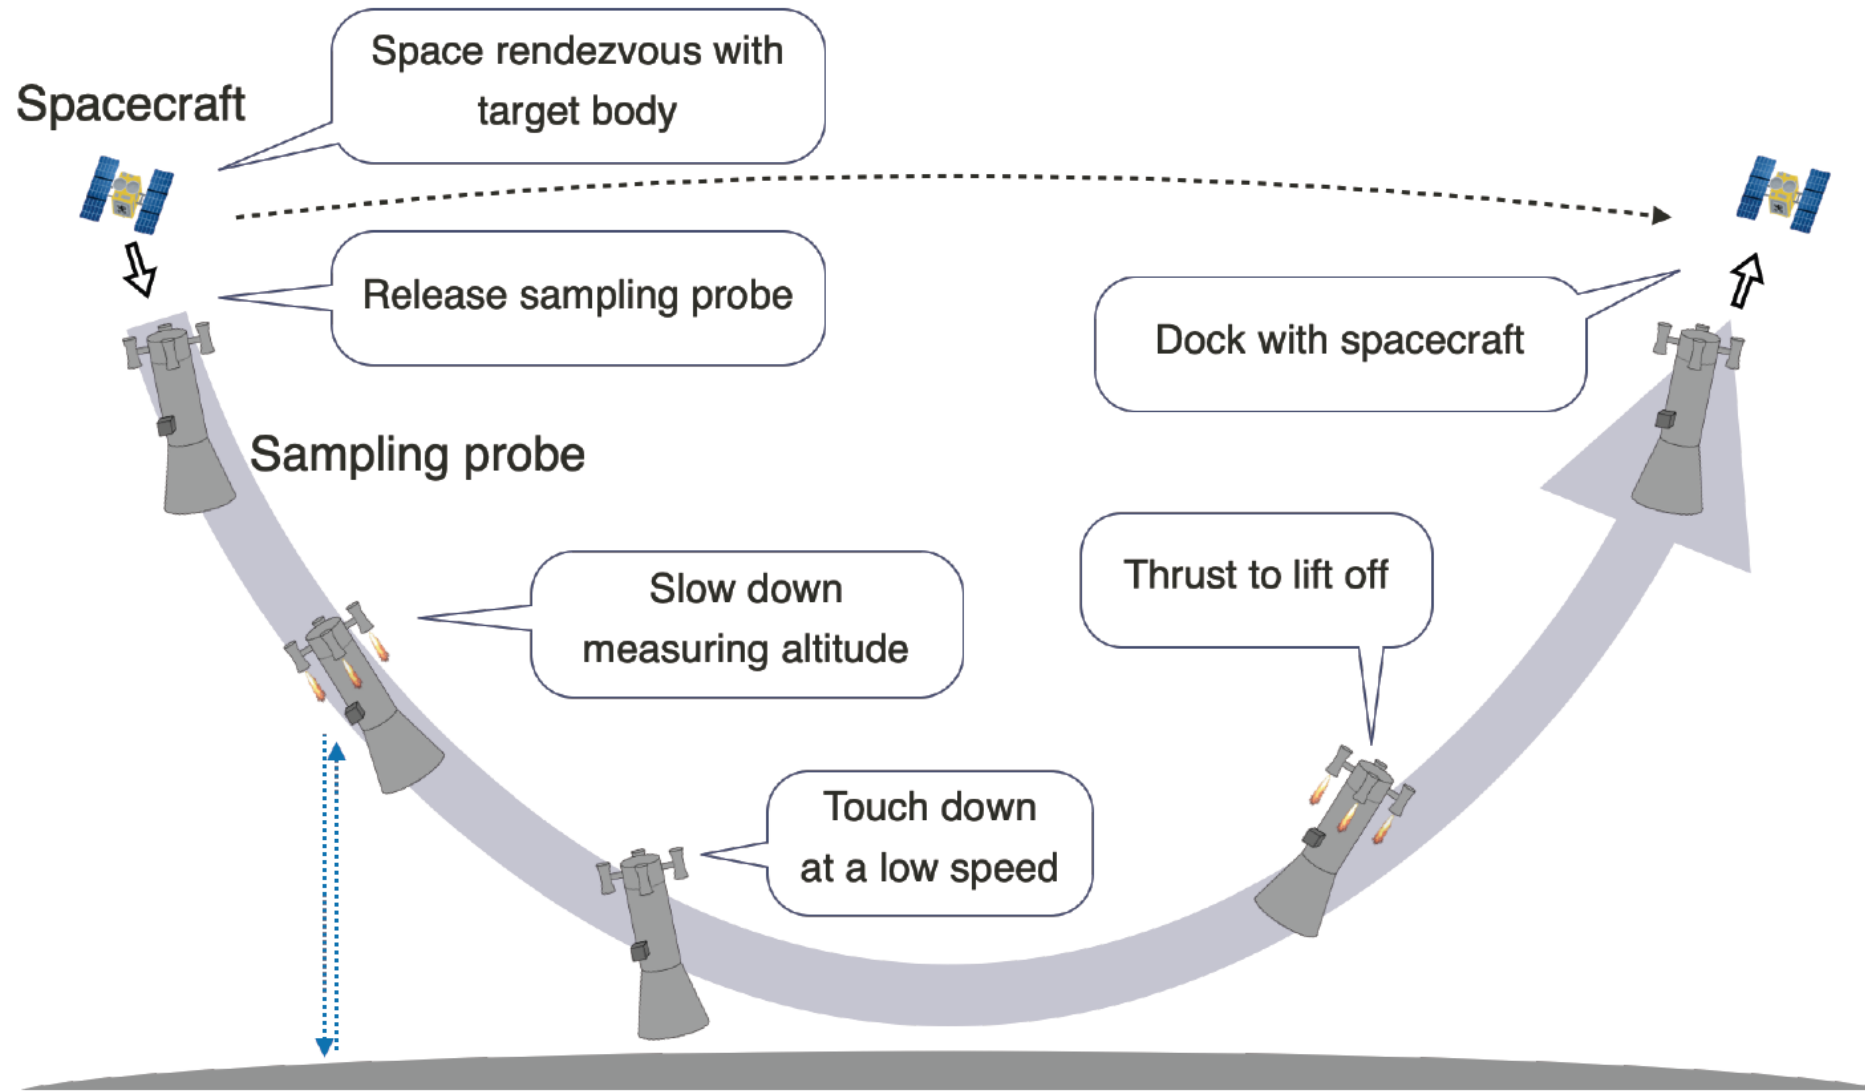 Space rendezvous with
target body
Spacecraft
Release sampling probe
Dock with spacecraft
Sampling probe
Slow down
measuring altitude
Thrust to lift off
Touch down
at a low speed